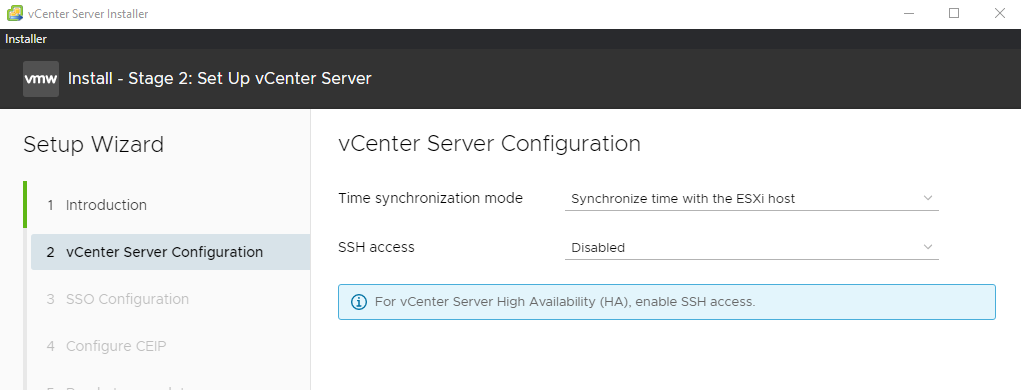 vCenter Server Installer
Installer
vmw Install - Stage 2: Set Up vCenter Server
Setup Wizard
1 Introduction
2 vCenter Server Configuration
3 SSO Configuration
4 Configure CEIP
vCenter Server Configuration
Time synchronization mode Synchronize time with the ESXi host
SSH access Disabled
For vCenter Server High Availability (HA), enable SSH access.